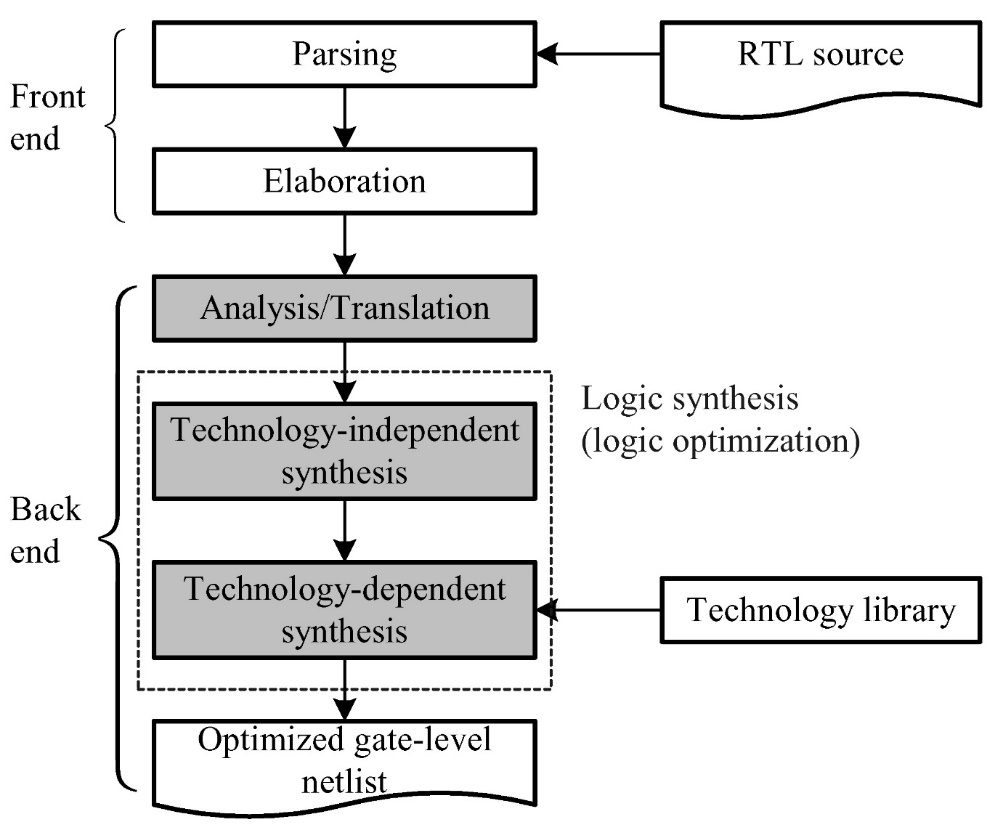 Parsing
RTL source
Front
end
Elaboration
Analysis/Translation
Technology-independent
synthesis
Logic synthesis
(logic optimization)
Back
end
Technology-dependent
synthesis
Technology library
Optimized gate-level
netlist